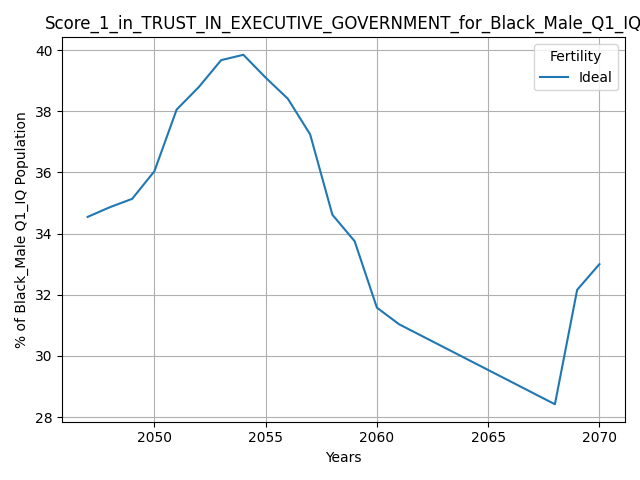 Score_1_in_TRUST_IN_EXECUTIVE_GOVERNMENT_for_Black_Male_Q1_IQ
Fertility
Ideal
% of Black_Male Q1_IQ Population
40
38
36
34
32
30
28
2050 2055 2060 2065 2070
Years